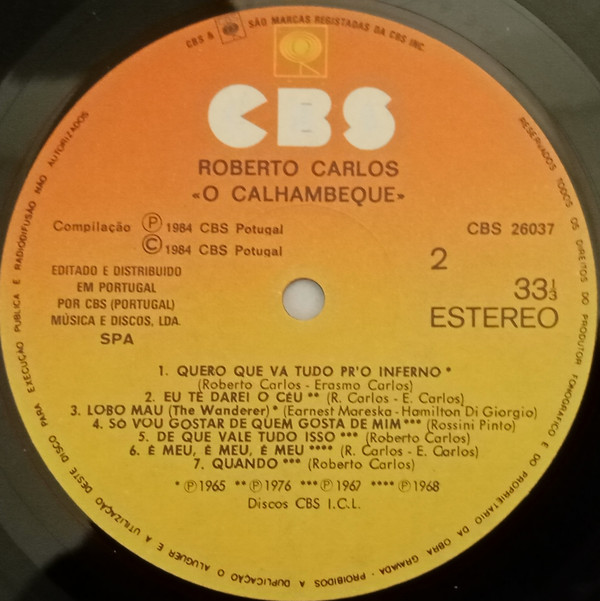 CBS & SÃO MARCAS REGISTADAS DA CBS INC.
CBS
ROBERTO CARLOS
«O CALHAMBEQUE»
Compilação Ⓟ 1984 CBS Potugal
© 1984 CBS Potugal
CBS 26037
EDITADO E DISTRIBUIDO
EM PORTUGAL
POR CBS (PORTUGAL)
MÚSICA E DISCOS, LDA.
SPA
2
33⅓
ESTEREO
1. QUERO QUE VA TUDO PR'O INFERNO *
(Roberto Carlos - Erasmo Carlos)
2. EU TE DAREI O CÉU ** (R. Carlos - E. Carlos)
3. LOBO MAU (The Wanderer) * (Earnest Mareska - Hamilton Di Giorgio)
4. SÓ VOU GOSTAR DE QUEM GOSTA DE MIM *** (Rossini Pinto)
5. DE QUE VALE TUDO ISSO *** (Roberto Carlos)
6. É MEU, É MEU, É MEU **** (R. Carlos - E. Carlos)
7. QUANDO *** (Roberto Carlos)
* Ⓟ 1965 ** Ⓟ 1976 *** Ⓟ 1967 **** Ⓟ 1968
Discos CBS I.C.L.
RESERVADOS TODOS OS DIREITOS DO PRODUTOR FONOGRÁFICO E DO PROPRIETÁRIO DA OBRA GRAVADA - PROIBIDOS A DUPLICAÇÃO O ALUGUER E A UTILIZAÇÃO DESTE DISCO PARA EXECUÇÃO PÚBLICA E RADIODIFUSÃO NÃO AUTORIZADOS